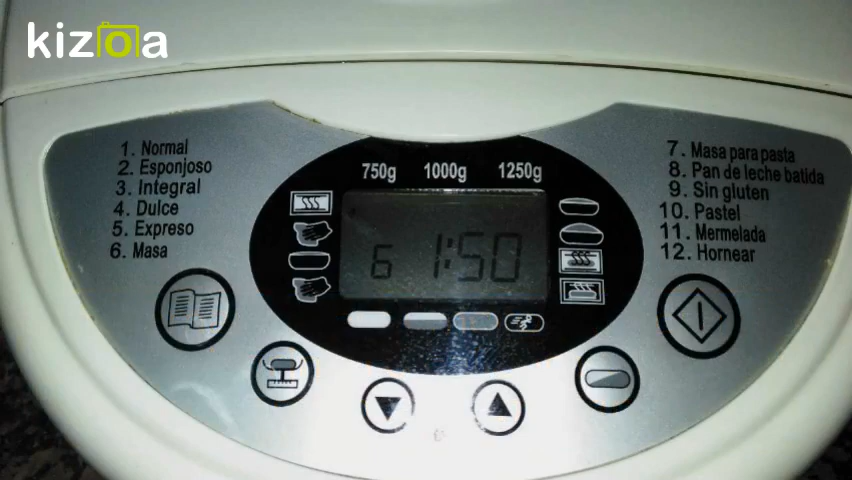 kizoa
1. Normal
2. Esponjoso
3. Integral
4. Dulce
5. Expreso
6. Masa
750g 1000g 1250g
6 1:50
7. Masa para pasta
8. Pan de leche batida
9. Sin gluten
10. Pastel
11. Mermelada
12. Hornear